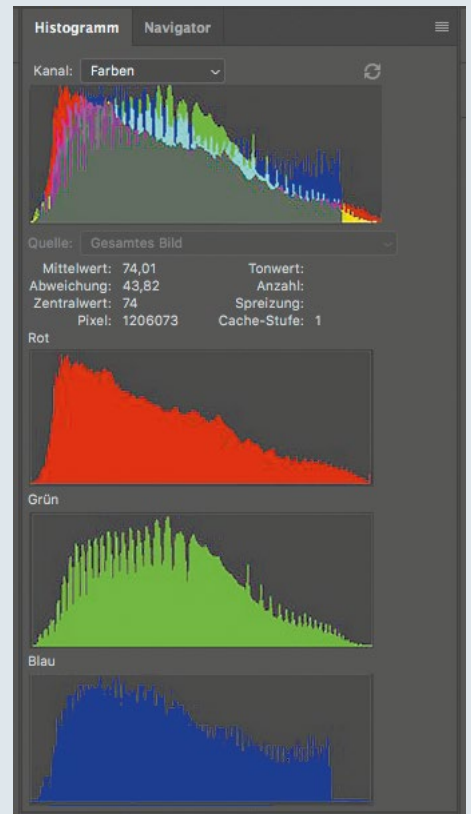 Histogramm Navigator
Kanal: Farben
Quelle: Gesamtes Bild
Mittelwert: 74,01 Tonwert:
Abweichung: 43,82 Anzahl:
Zentralwert: 74 Spreizung:
Pixel: 1206073 Cache-Stufe: 1
Rot
Grün
Blau